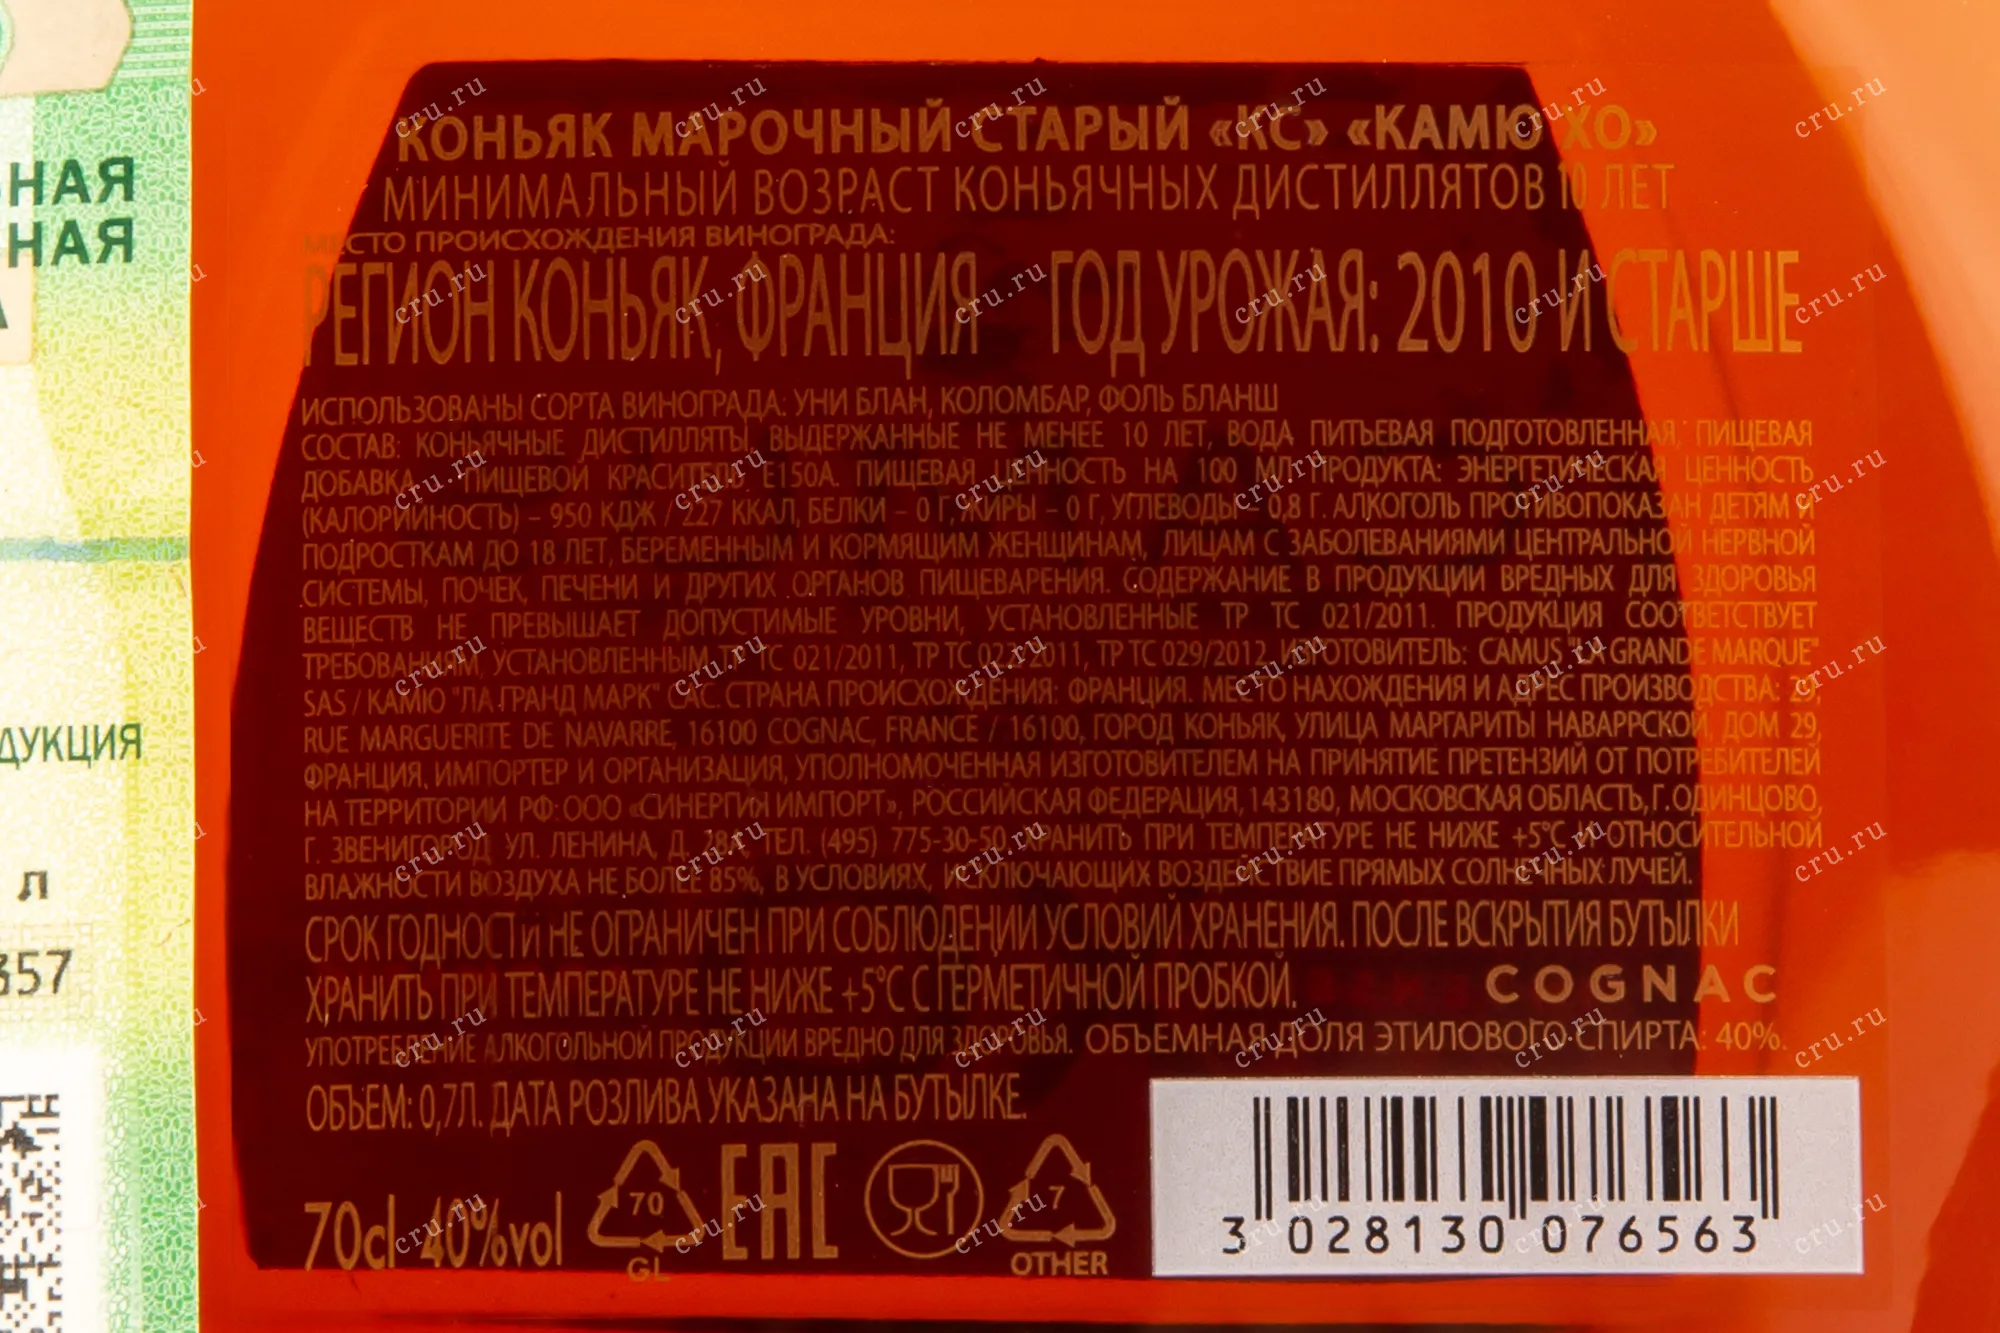 ЬНАЯ
ЬНАЯ
А
ДУКЦИЯ
л
357
КОНЬЯК МАРОЧНЫЙ СТАРЫЙ «КС» «КАМЮ ХО»
МИНИМАЛЬНЫЙ ВОЗРАСТ КОНЬЯЧНЫХ ДИСТИЛЛЯТОВ 10 ЛЕТ
МЕСТО ПРОИСХОЖДЕНИЯ ВИНОГРАДА:
РЕГИОН КОНЬЯК, ФРАНЦИЯ ГОД УРОЖАЯ: 2010 И СТАРШЕ
ИСПОЛЬЗОВАНЫ СОРТА ВИНОГРАДА: УНИ БЛАН, КОЛОМБАР, ФОЛЬ БЛАНШ
СОСТАВ: КОНЬЯЧНЫЕ ДИСТИЛЛЯТЫ, ВЫДЕРЖАННЫЕ НЕ МЕНЕЕ 10 ЛЕТ, ВОДА ПИТЬЕВАЯ ПОДГОТОВЛЕННАЯ, ПИЩЕВАЯ
ДОБАВКА - ПИЩЕВОЙ КРАСИТЕЛЬ E150A. ПИЩЕВАЯ ЦЕННОСТЬ НА 100 МЛ ПРОДУКТА: ЭНЕРГЕТИЧЕСКАЯ ЦЕННОСТЬ
(КАЛОРИЙНОСТЬ) – 950 КДЖ / 227 ККАЛ, БЕЛКИ – 0 Г, ЖИРЫ – 0 Г, УГЛЕВОДЫ – 0,8 Г. АЛКОГОЛЬ ПРОТИВОПОКАЗАН ДЕТЯМ И
ПОДРОСТКАМ ДО 18 ЛЕТ, БЕРЕМЕННЫМ И КОРМЯЩИМ ЖЕНЩИНАМ, ЛИЦАМ С ЗАБОЛЕВАНИЯМИ ЦЕНТРАЛЬНОЙ НЕРВНОЙ
СИСТЕМЫ, ПОЧЕК, ПЕЧЕНИ И ДРУГИХ ОРГАНОВ ПИЩЕВАРЕНИЯ. СОДЕРЖАНИЕ В ПРОДУКЦИИ ВРЕДНЫХ ДЛЯ ЗДОРОВЬЯ
ВЕЩЕСТВ НЕ ПРЕВЫШАЕТ ДОПУСТИМЫЕ УРОВНИ, УСТАНОВЛЕННЫЕ ТР ТС 021/2011. ПРОДУКЦИЯ СООТВЕТСТВУЕТ
ТРЕБОВАНИЯМ, УСТАНОВЛЕННЫМ ТР ТС 021/2011, ТР ТС 022/2011, ТР ТС 029/2012. ИЗГОТОВИТЕЛЬ: CAMUS "LA GRANDE MARQUE"
SAS / КАМЮ "ЛА ГРАНД МАРК" САС. СТРАНА ПРОИСХОЖДЕНИЯ: ФРАНЦИЯ. МЕСТО НАХОЖДЕНИЯ И АДРЕС ПРОИЗВОДСТВА: 29,
RUE MARGUERITE DE NAVARRE, 16100 COGNAC, FRANCE / 16100, ГОРОД КОНЬЯК, УЛИЦА МАРГАРИТЫ НАВАРРСКОЙ, ДОМ 29,
ФРАНЦИЯ. ИМПОРТЕР И ОРГАНИЗАЦИЯ, УПОЛНОМОЧЕННАЯ ИЗГОТОВИТЕЛЕМ НА ПРИНЯТИЕ ПРЕТЕНЗИЙ ОТ ПОТРЕБИТЕЛЕЙ
НА ТЕРРИТОРИИ РФ: ООО «СИНЕРГИЯ ИМПОРТ», РОССИЙСКАЯ ФЕДЕРАЦИЯ, 143180, МОСКОВСКАЯ ОБЛАСТЬ, Г. ОДИНЦОВО,
Г. ЗВЕНИГОРОД, УЛ. ЛЕНИНА, Д. 28А, ТЕЛ. (495) 775-30-50. ХРАНИТЬ ПРИ ТЕМПЕРАТУРЕ НЕ НИЖЕ +5°С И ОТНОСИТЕЛЬНОЙ
ВЛАЖНОСТИ ВОЗДУХА НЕ БОЛЕЕ 85%, В УСЛОВИЯХ, ИСКЛЮЧАЮЩИХ ВОЗДЕЙСТВИЕ ПРЯМЫХ СОЛНЕЧНЫХ ЛУЧЕЙ.
СРОК ГОДНОСТИ НЕ ОГРАНИЧЕН ПРИ СОБЛЮДЕНИИ УСЛОВИЙ ХРАНЕНИЯ. ПОСЛЕ ВСКРЫТИЯ БУТЫЛКИ
ХРАНИТЬ ПРИ ТЕМПЕРАТУРЕ НЕ НИЖЕ +5°С С ГЕРМЕТИЧНОЙ ПРОБКОЙ. COGNAC
УПОТРЕБЛЕНИЕ АЛКОГОЛЬНОЙ ПРОДУКЦИИ ВРЕДНО ДЛЯ ЗДОРОВЬЯ. ОБЪЕМНАЯ ДОЛЯ ЭТИЛОВОГО СПИРТА: 40%.
ОБЪЕМ: 0,7Л. ДАТА РОЗЛИВА УКАЗАНА НА БУТЫЛКЕ.
70cl 40%vol
70
GL
EAC
7
OTHER
3 028130 076563
cru.ru